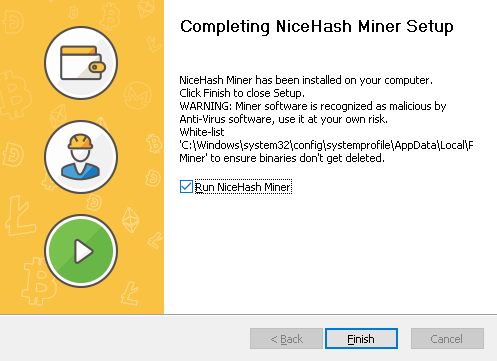 Completing NiceHash Miner Setup
NiceHash Miner has been installed on your computer.
Click Finish to close Setup.
WARNING: Miner software is recognized as malicious by
Anti-Virus software, use it at your own risk.
White-list
'C:\Windows\system32\config\systemprofile\AppData\Local\P
Miner' to ensure binaries don't get deleted.
Run NiceHash Miner
< Back
Finish
Cancel